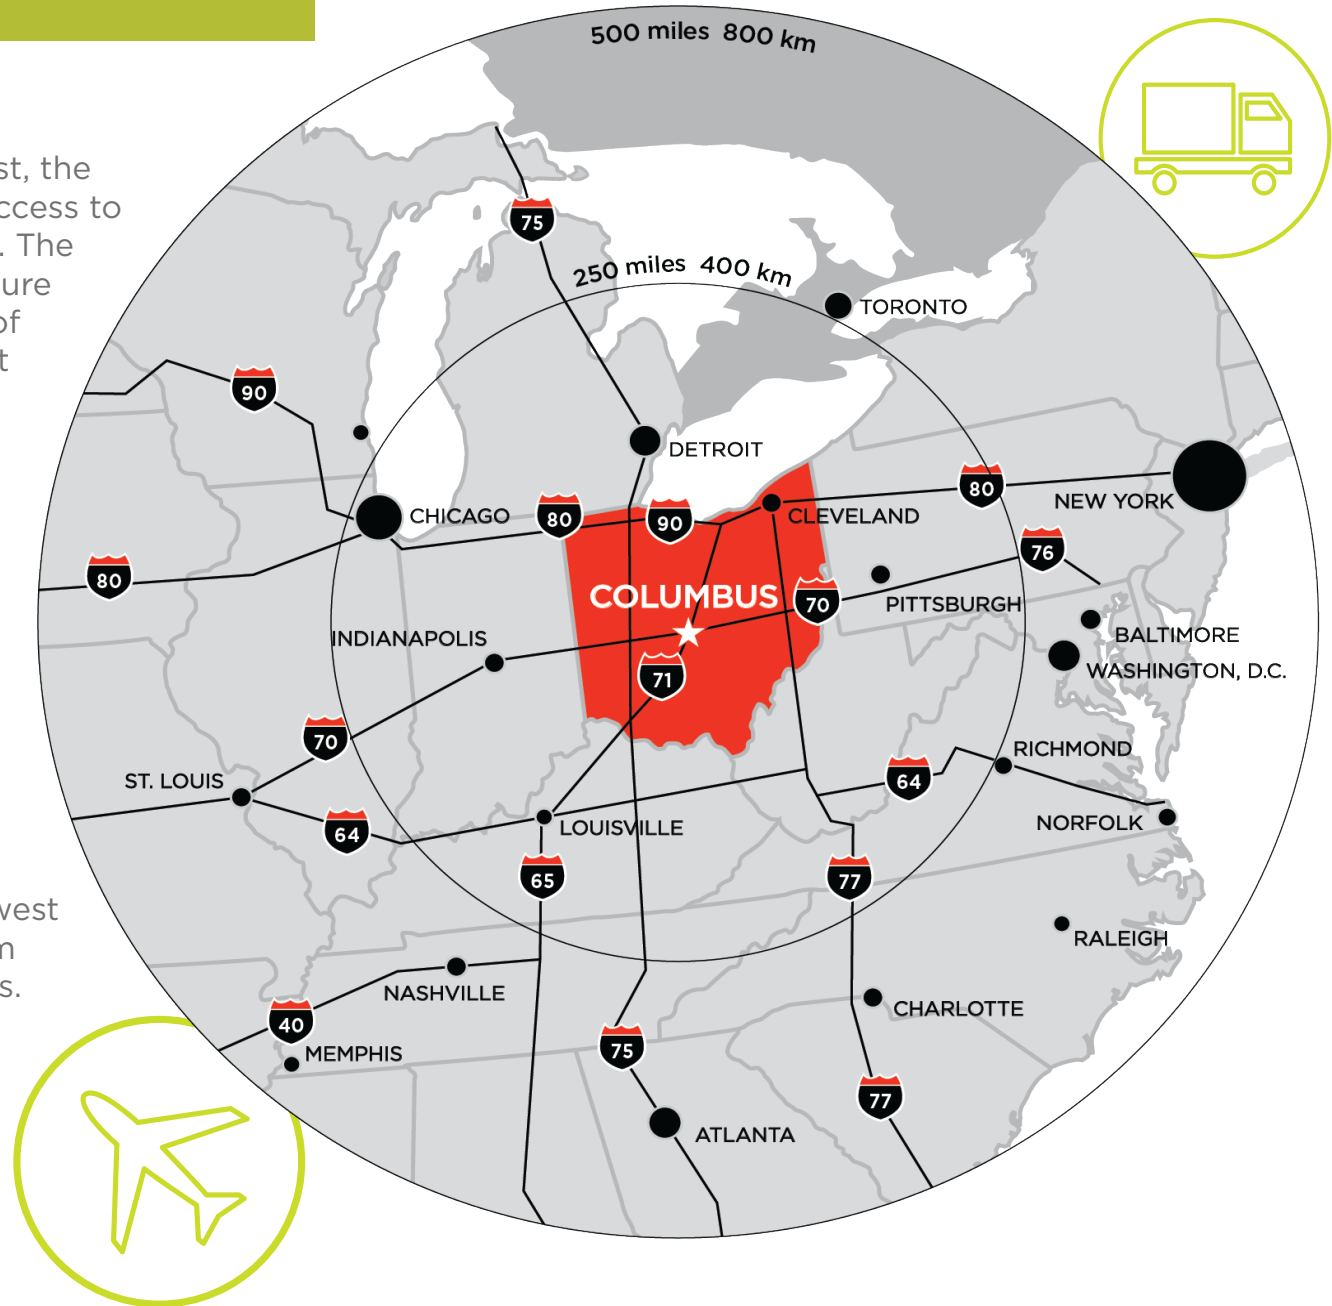 500 miles 800 km
st, the
ccess to
. The
ure
of
t
75
250 miles 400 km
TORONTO
90
DETROIT
80
NEW YORK
CHICAGO
80
90
CLEVELAND
76
80
COLUMBUS
70
PITTSBURGH
INDIANAPOLIS
BALTIMORE
WASHINGTON, D.C.
71
70
RICHMOND
ST. LOUIS
64
64
LOUISVILLE
NORFOLK
65
77
west
m
s.
RALEIGH
NASHVILLE
CHARLOTTE
40
MEMPHIS
75
77
ATLANTA